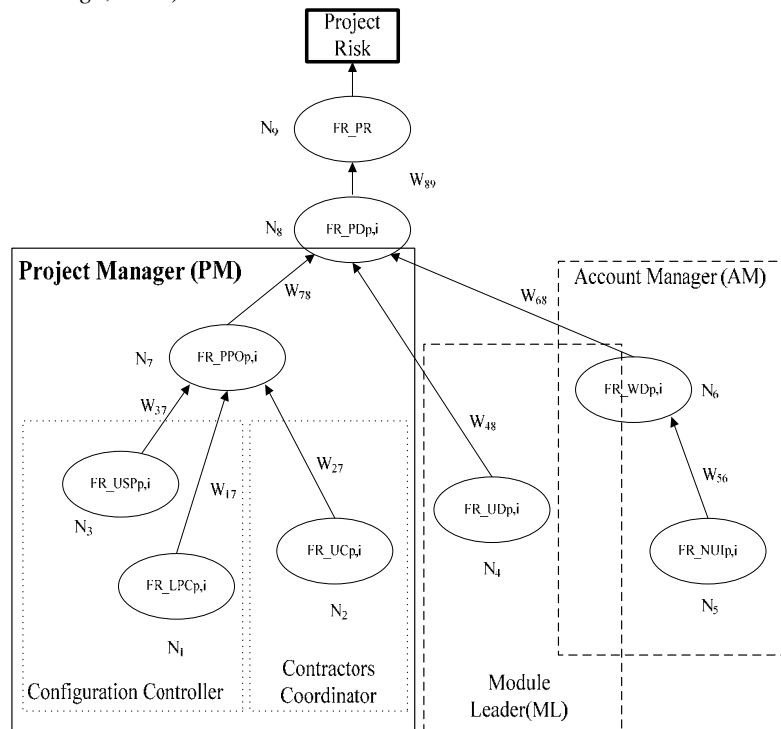 Project
Risk
N9
FR_PR
W89
N8
FR_PDp,i
Project Manager (PM)
Account Manager (AM)
W78
W68
N7
FR_PPOp,i
FR_WDp,i
N6
W37
W48
W27
W56
FR_USPp,i
W17
FR_UDp,i
N3
FR_UCp,i
FR_NUIp,i
FR_LPCp,i
N4
N2
N5
N1
Contractors
Coordinator
Configuration Controller
Module
Leader(ML)